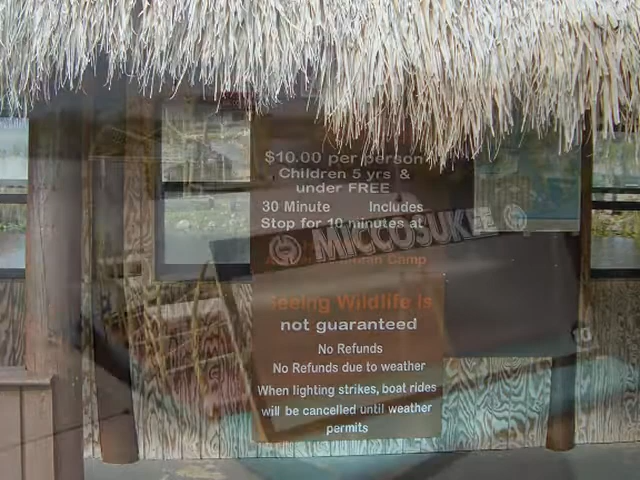 $10.00 per person
Children 5 yrs &
under FREE
30 Minute Includes
Stop for 10 minutes at
MICCOSUKEE
Camp
Seeing Wildlife is
not guaranteed
No Refunds
No Refunds due to weather
When lighting strikes, boat rides
will be cancelled until weather
permits